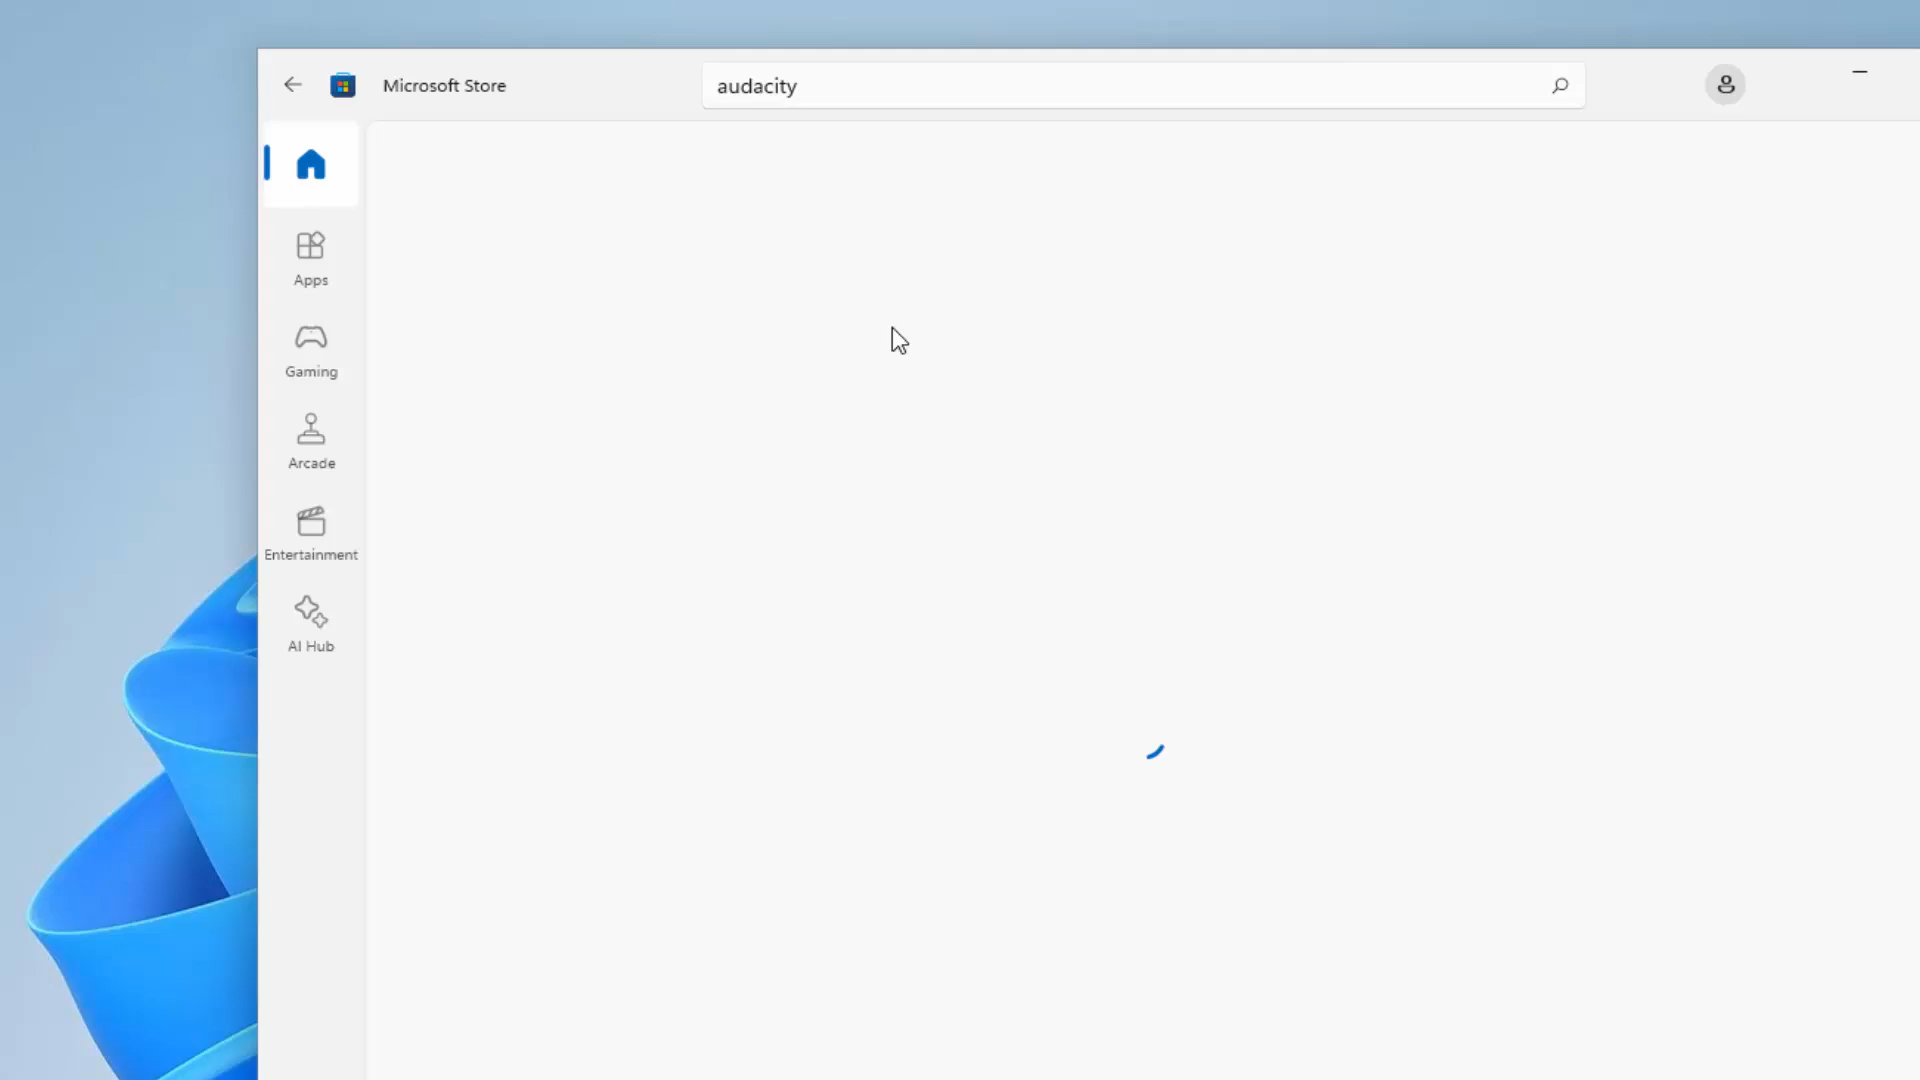 Microsoft Store
audacity
Apps
Gaming
Arcade
Entertainment
AI Hub